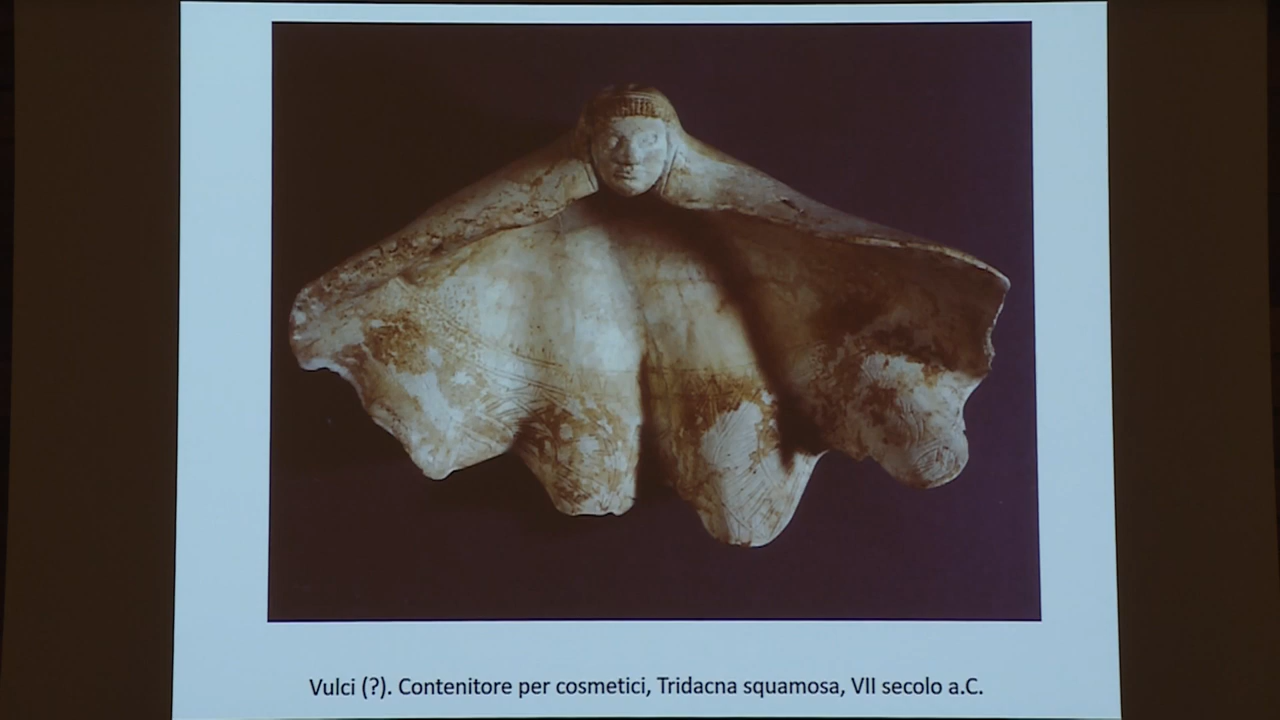 Vulci (?). Contenitore per cosmetici, Tridacna squamosa, VII secolo a.C.